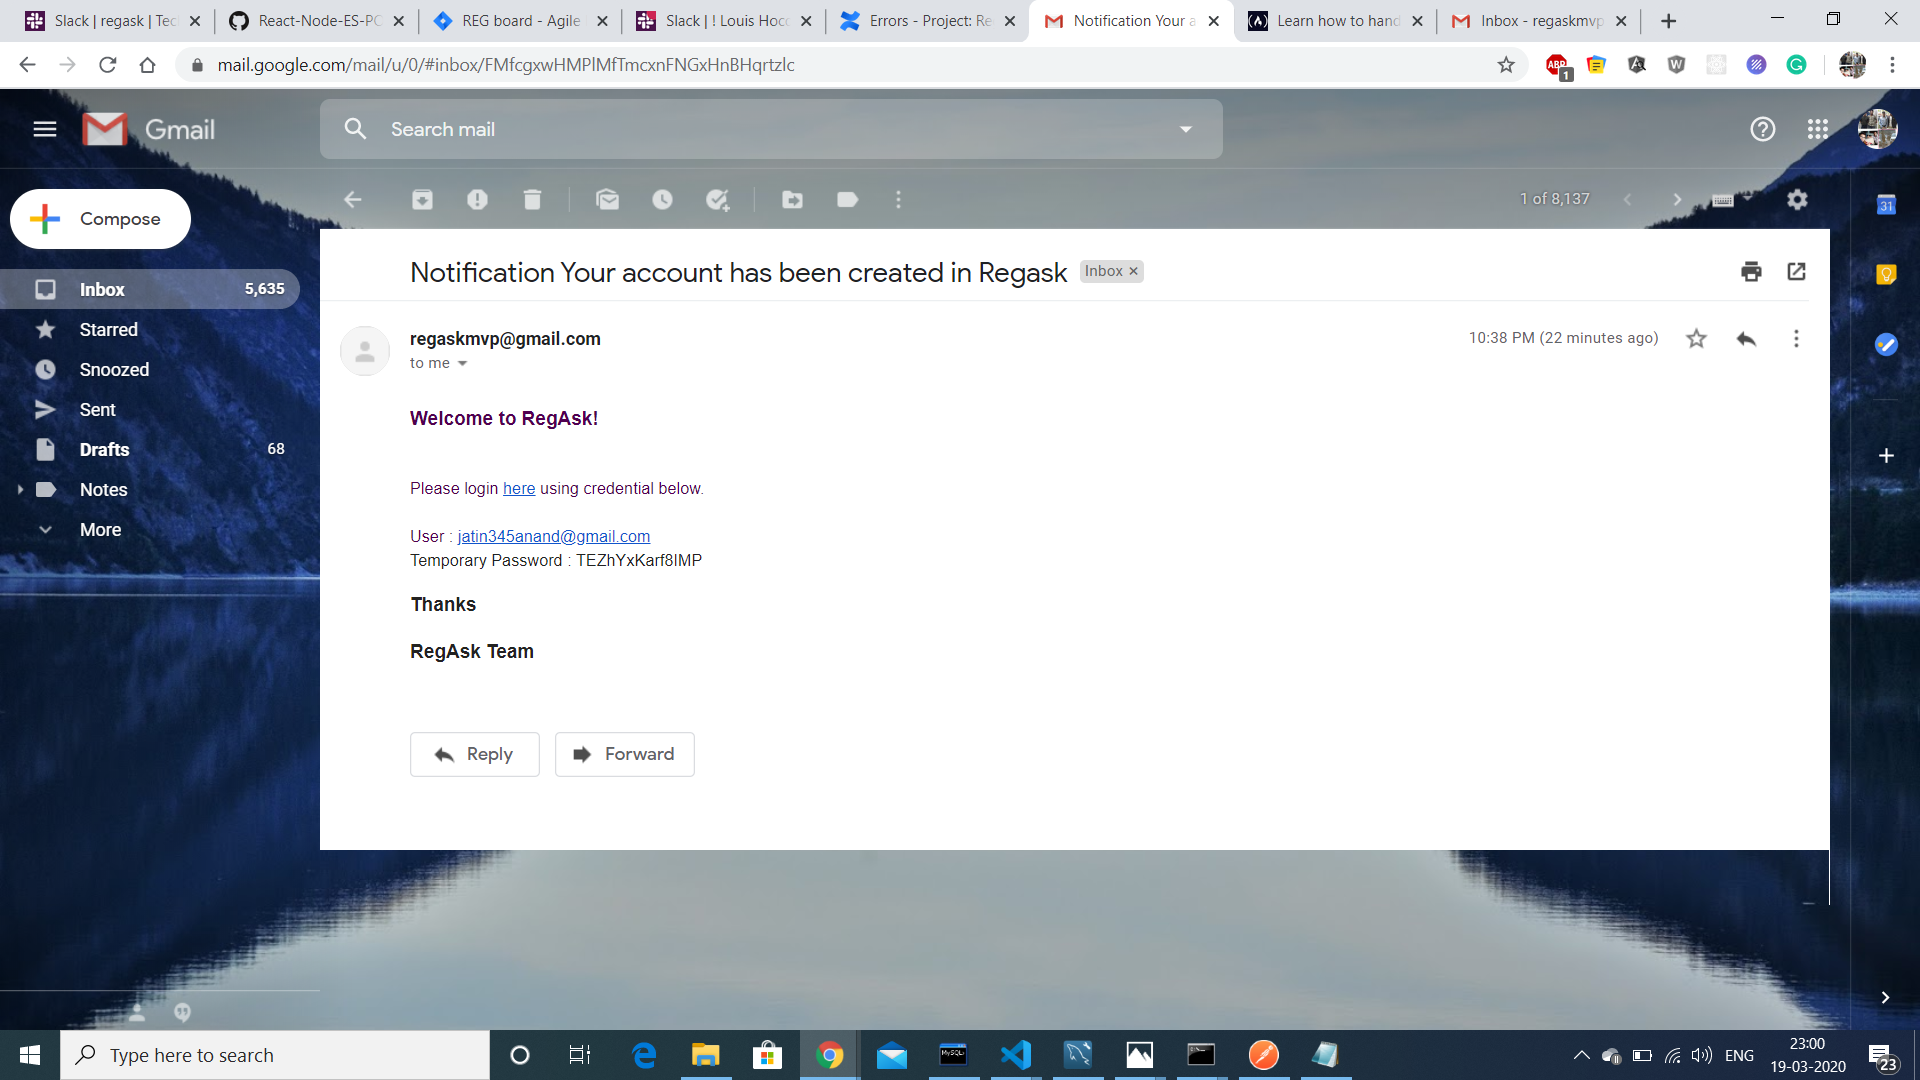 Slack | regask | Tec
React-Node-ES-PO
REG board - Agile
Slack | ! Louis Hoc
Errors - Project: Re
Notification Your a
Learn how to hand
Inbox - regaskmvp
mail.google.com/mail/u/0/#inbox/FMfcgxwHMPlMfTmcxnFNGxHnBHqrtzlc
ABP
1
Gmail
Search mail
Compose
1 of 8,137
31
Inbox 5,635
Starred
Snoozed
Sent
Drafts 68
Notes
More
Notification Your account has been created in Regask Inbox ×
regaskmvp@gmail.com 10:38 PM (22 minutes ago)
to me
Welcome to RegAsk!
Please login here using credential below.
User : jatin345anand@gmail.com
Temporary Password : TEZhYxKarf8IMP
Thanks
RegAsk Team
Reply
Forward
Type here to search
ENG
23:00
19-03-2020
23